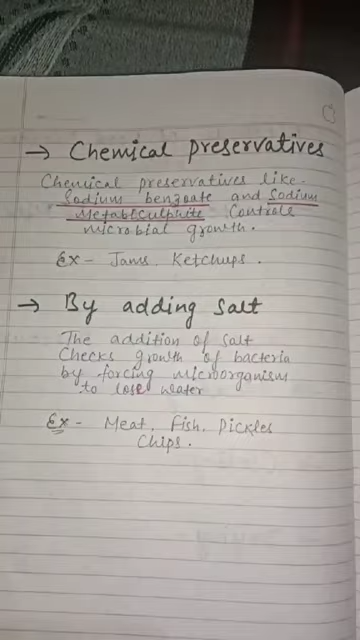 → Chemical preservatives
Chemical preservatives like
Sodium benzoate and Sodium
Metabisulphite Controls
microbial growth.
Ex- Jams, Ketchups.
→ By adding Salt
The addition of Salt
Checks growth of bacteria
by forcing microorganisms
to lose water
Ex- Meat, Fish, Pickles
Chips.